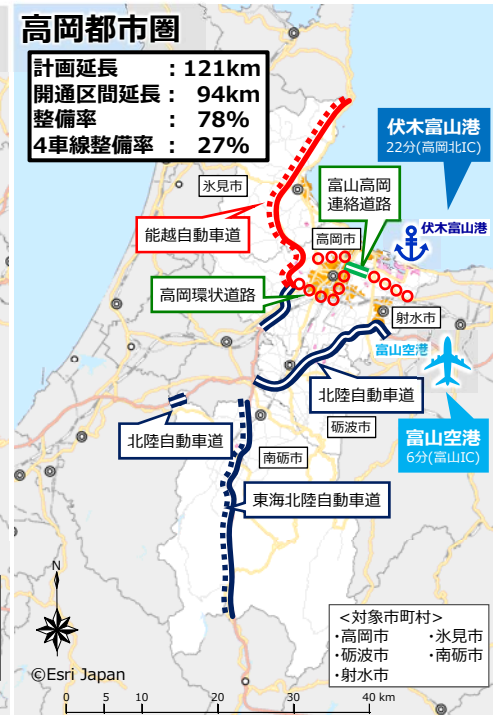 高岡都市圏
計画延長 : 121km
開通区間延長 : 94km
整備率 : 78%
4車線整備率 : 27%
伏木富山港
22分(高岡北IC)
富山高岡
連絡道路
氷見市
高岡市
伏木富山港
能越自動車道
高岡環状道路
射水市
富山空港
北陸自動車道
砺波市
北陸自動車道
富山空港
6分(富山IC)
南砺市
東海北陸自動車道
N
<対象市町村>
・高岡市 ・氷見市
・砺波市 ・南砺市
・射水市
©Esri Japan
0 5 10 20 30 40 km